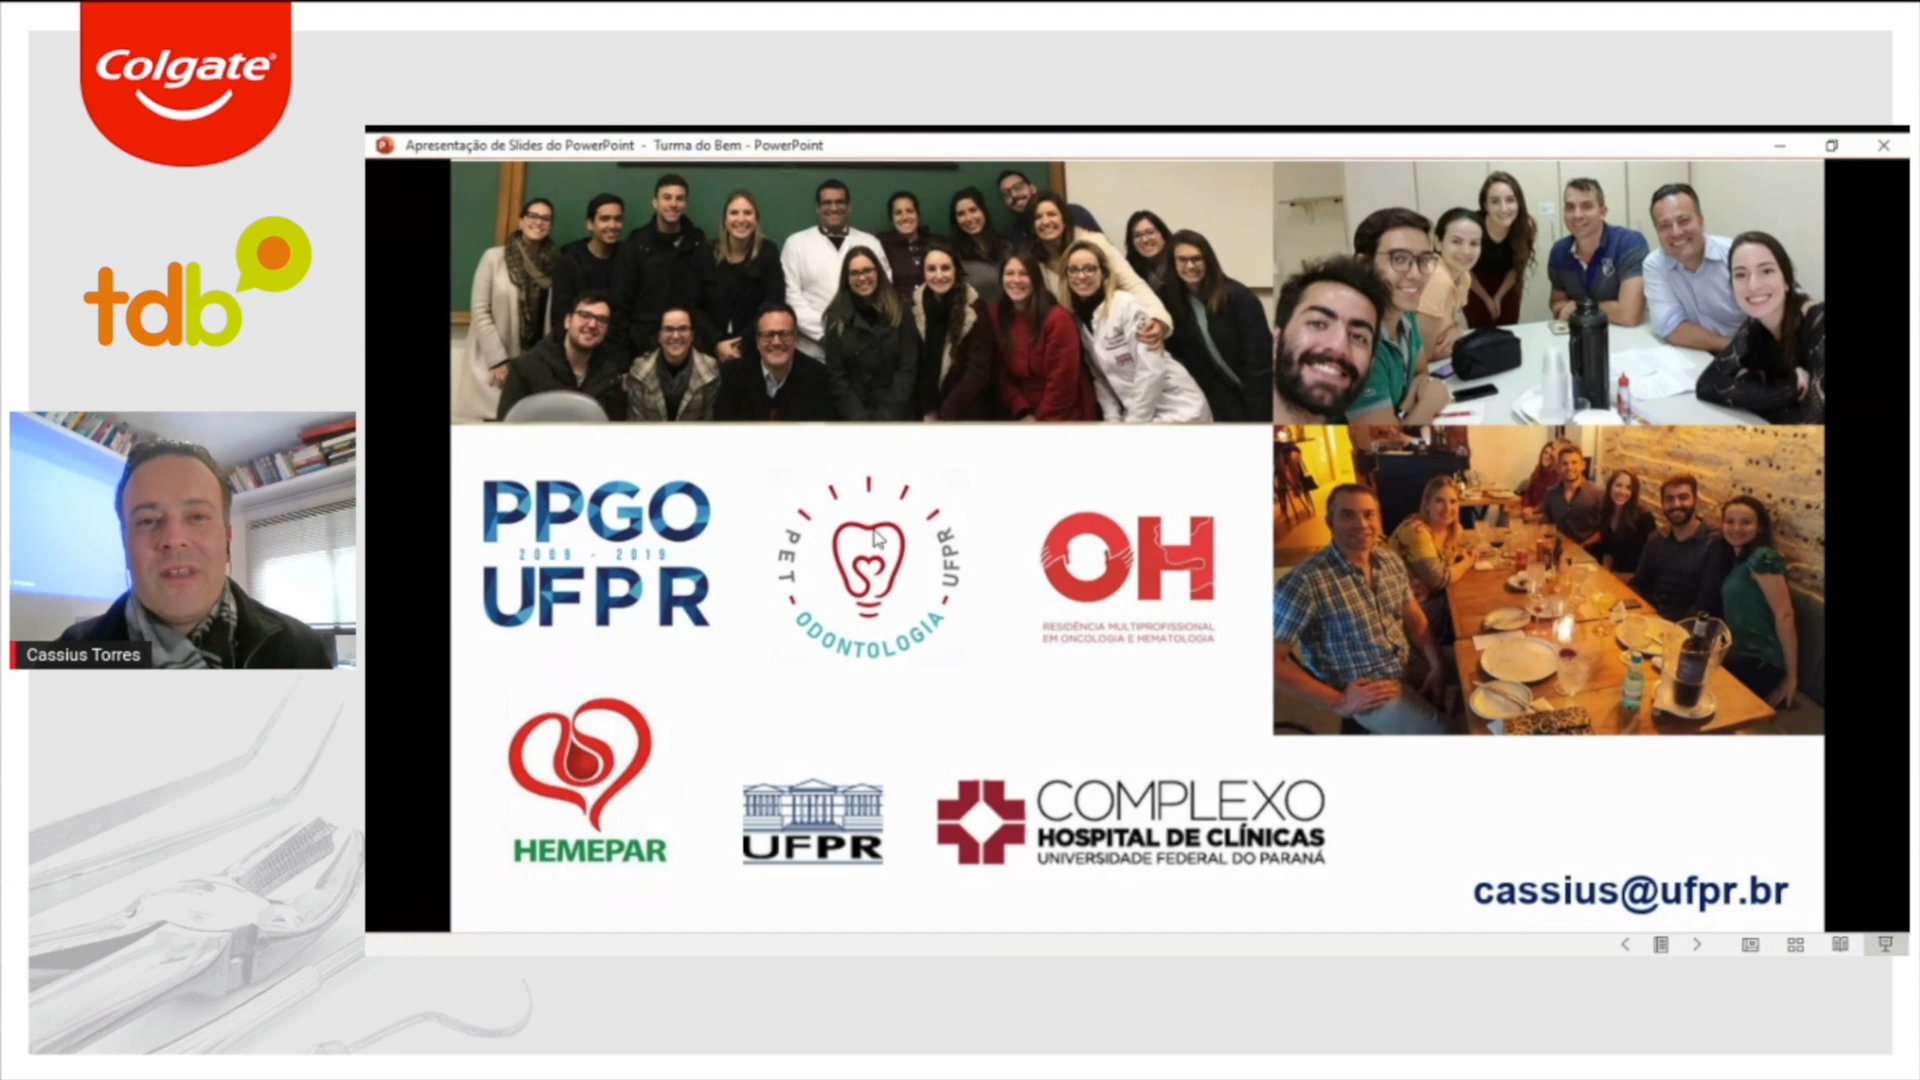 Colgate
tdb
Apresentação de Slides do PowerPoint - Turma do Bem - PowerPoint
Cassius Torres
PPGO
2009 - 2019
UFPR
PET - ODONTOLOGIA - UFPR
OH
RESIDÊNCIA MULTIPROFISSIONAL
EM ONCOLOGIA E HEMATOLOGIA
HEMEPAR
UFPR
COMPLEXO
HOSPITAL DE CLÍNICAS
UNIVERSIDADE FEDERAL DO PARANÁ
cassius@ufpr.br